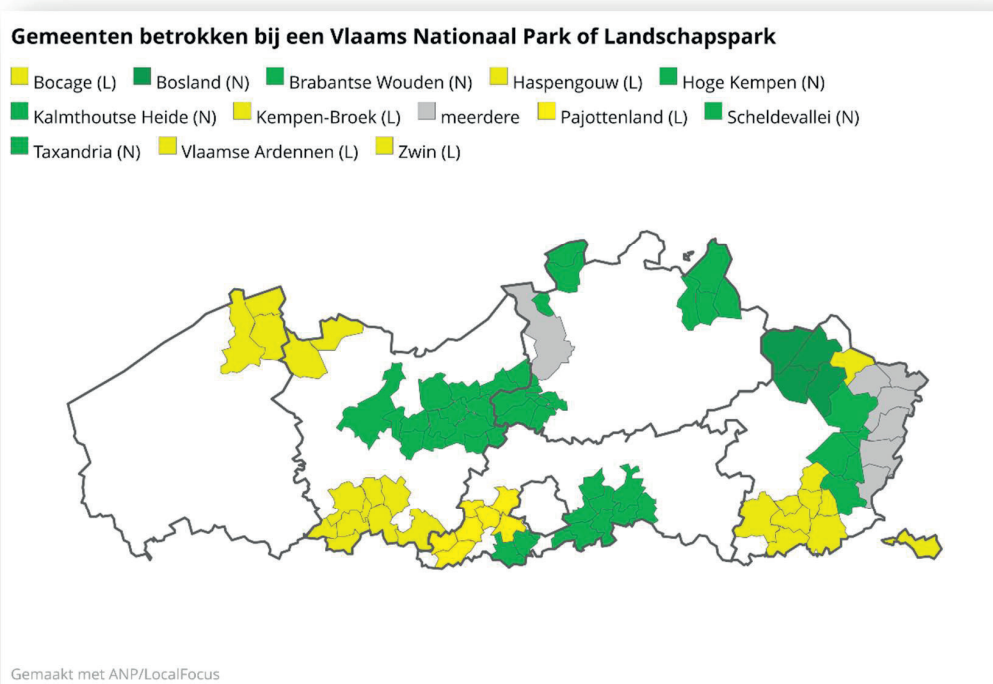 Gemeenten betrokken bij een Vlaams Nationaal Park of Landschapspark
Bocage (L) Bosland (N) Brabantse Wouden (N) Haspengouw (L) Hoge Kempen (N)
Kalmthoutse Heide (N) Kempen-Broek (L) meerdere Pajottenland (L) Scheldevallei (N)
Taxandria (N) Vlaamse Ardennen (L) Zwin (L)
Gemaakt met ANP/LocalFocus